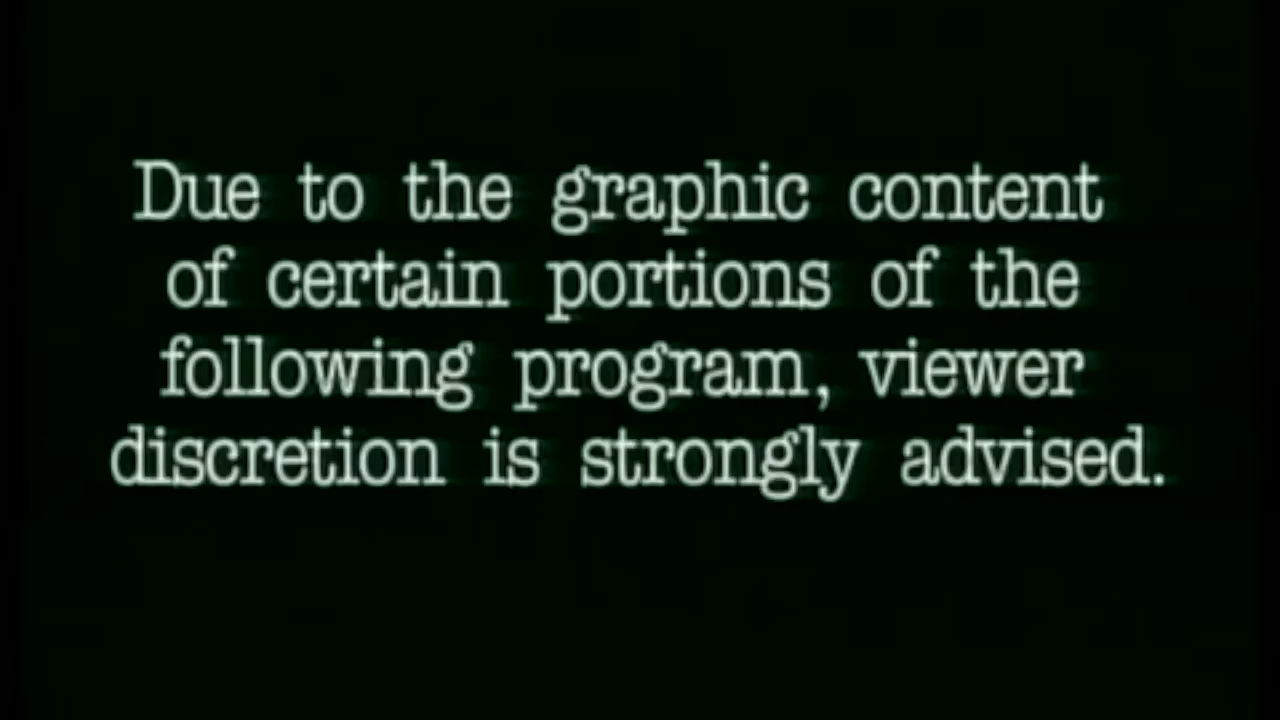 Due to the graphic content
of certain portions of the
following program, viewer
discretion is strongly advised.